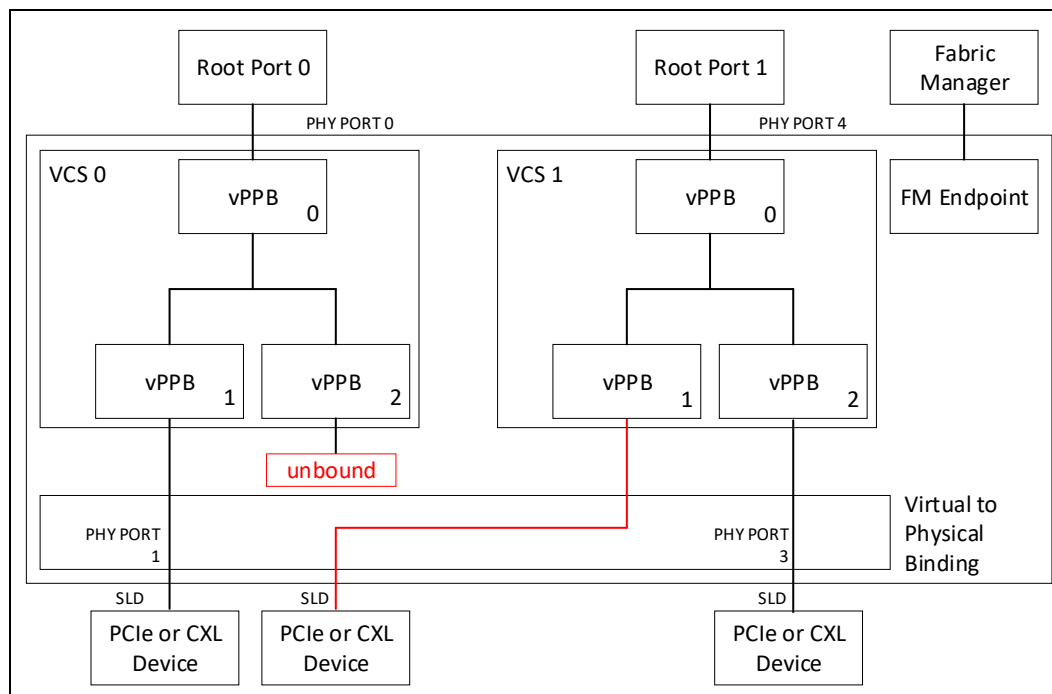 Root Port 0
Root Port 1
Fabric
Manager
PHY PORT 0
PHY PORT 4
VCS 0
vPPB
0
VCS 1
vPPB
0
FM Endpoint
vPPB
1
vPPB
2
vPPB
1
vPPB
2
unbound
PHY PORT
1
PHY PORT
3
Virtual to
Physical
Binding
SLD
SLD
SLD
PCIe or CXL
Device
PCIe or CXL
Device
PCIe or CXL
Device